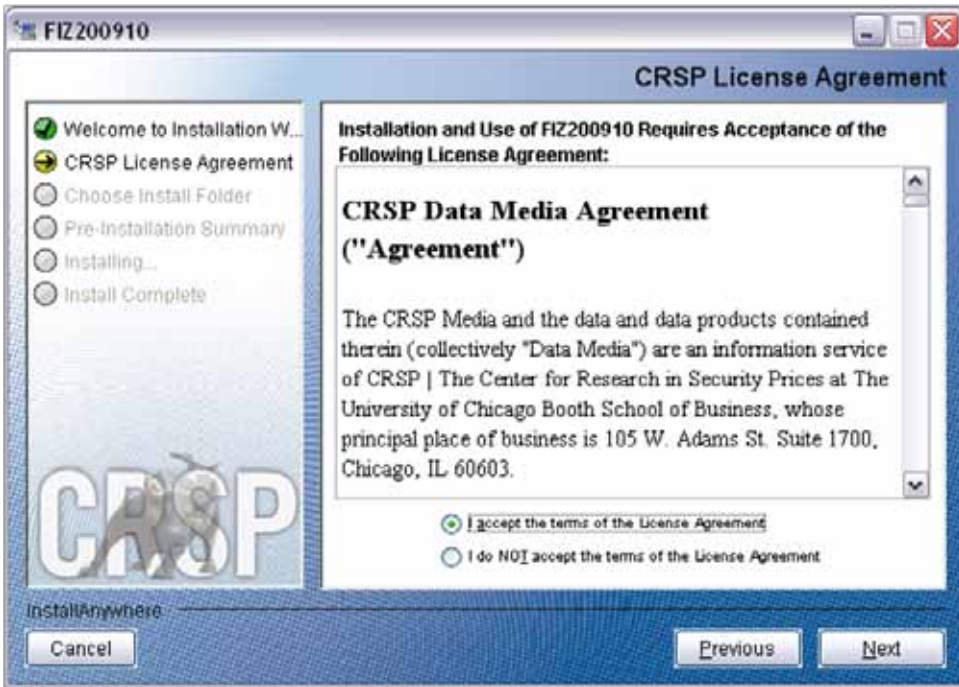 FIZ200910
CRSP License Agreement
Welcome to Installation W...
CRSP License Agreement
Choose Install Folder
Pre-Installation Summary
Installing...
Install Complete
CRSP
Installation and Use of FIZ200910 Requires Acceptance of the
Following License Agreement:
CRSP Data Media Agreement
("Agreement")
The CRSP Media and the data and data products contained
therein (collectively "Data Media") are an information service
of CRSP | The Center for Research in Security Prices at The
University of Chicago Booth School of Business, whose
principal place of business is 105 W. Adams St. Suite 1700,
Chicago, IL 60603.
I accept the terms of the License Agreement
I do NOT accept the terms of the License Agreement
InstallAnywhere
Cancel
Previous
Next